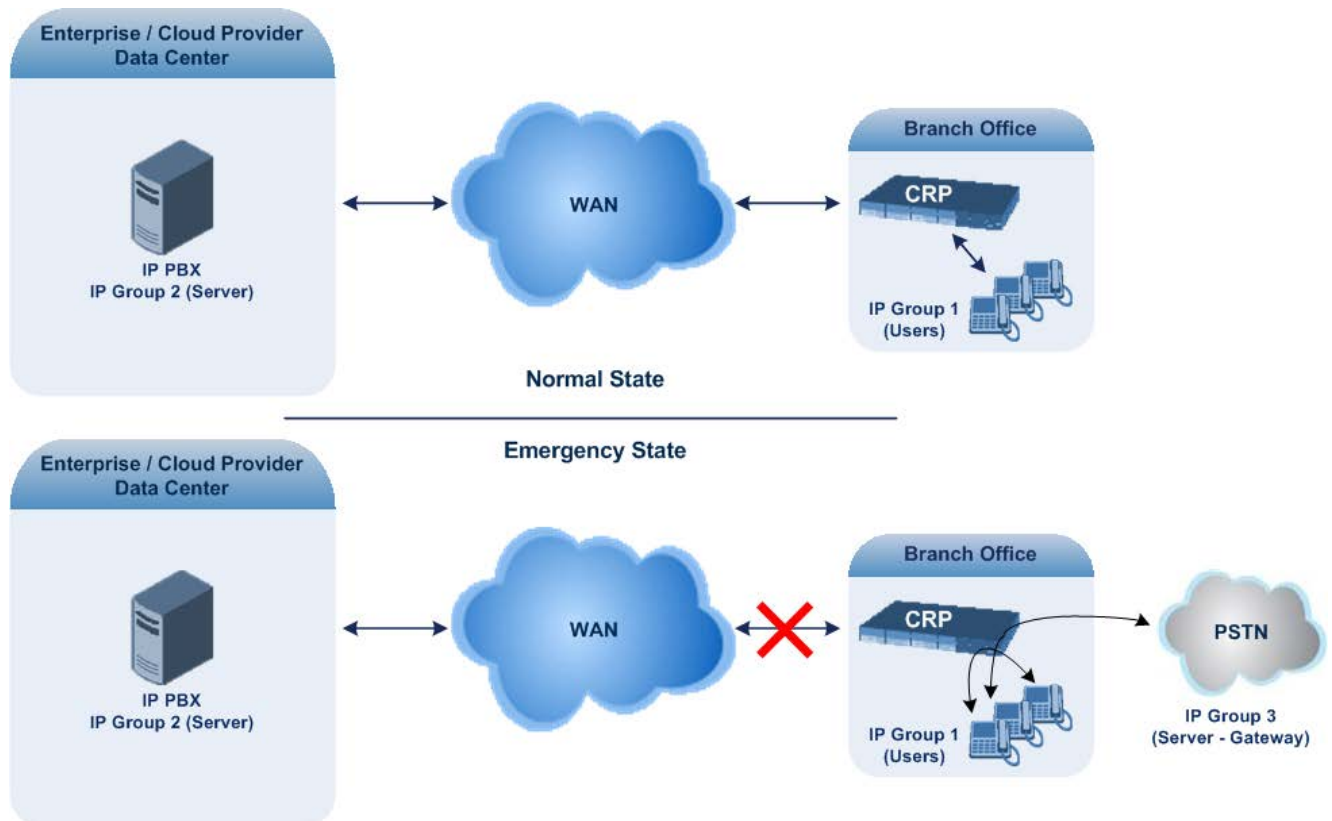 Enterprise / Cloud Provider
Data Center
IP PBX
IP Group 2 (Server)
WAN
Branch Office
CRP
IP Group 1
(Users)
Normal State
Emergency State
Enterprise / Cloud Provider
Data Center
IP PBX
IP Group 2 (Server)
WAN
Branch Office
CRP
IP Group 1
(Users)
PSTN
IP Group 3
(Server - Gateway)